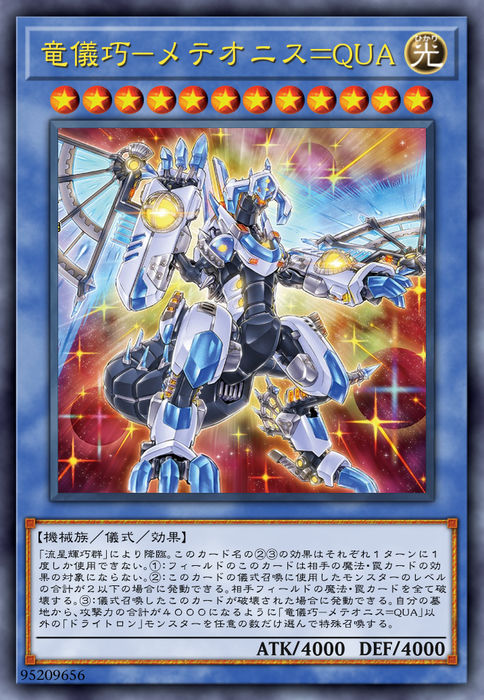 竜儀巧－メテオニス＝QUA
ひかり
光
【機械族／儀式／効果】
「流星輝巧群」により降臨。このカード名の②③の効果はそれぞれ１ターンに１
度しか使用できない。①：フィールドのこのカードは相手の魔法・罠カードの効
果の対象にならない。②：このカードの儀式召喚に使用したモンスターのレベル
の合計が２以下の場合に発動できる。相手フィールドの魔法・罠カードを全て破
壊する。③：儀式召喚したこのカードが破壊された場合に発動できる。自分の墓
地から、攻撃力の合計が４０００になるように「竜儀巧－メテオニス＝QUA」以
外の「ドライトロン」モンスターを任意の数だけ選んで特殊召喚する。
ATK/4000 DEF/4000
95209656